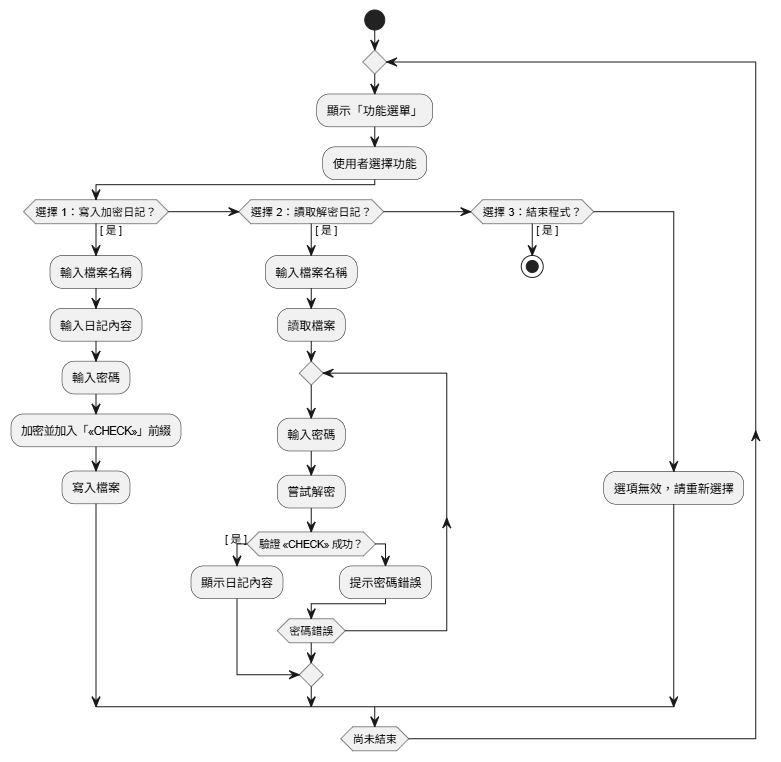 顯示「功能選單」
使用者選擇功能
選擇 1：寫入加密日記？
選擇 2：讀取解密日記？
選擇 3：結束程式？
[ 是 ]
[ 是 ]
[ 是 ]
輸入檔案名稱
輸入日記內容
輸入密碼
加密並加入「«CHECK»」前綴
寫入檔案
輸入檔案名稱
讀取檔案
輸入密碼
嘗試解密
驗證 «CHECK» 成功？
[ 是 ]
顯示日記內容
提示密碼錯誤
密碼錯誤
選項無效，請重新選擇
尚未結束